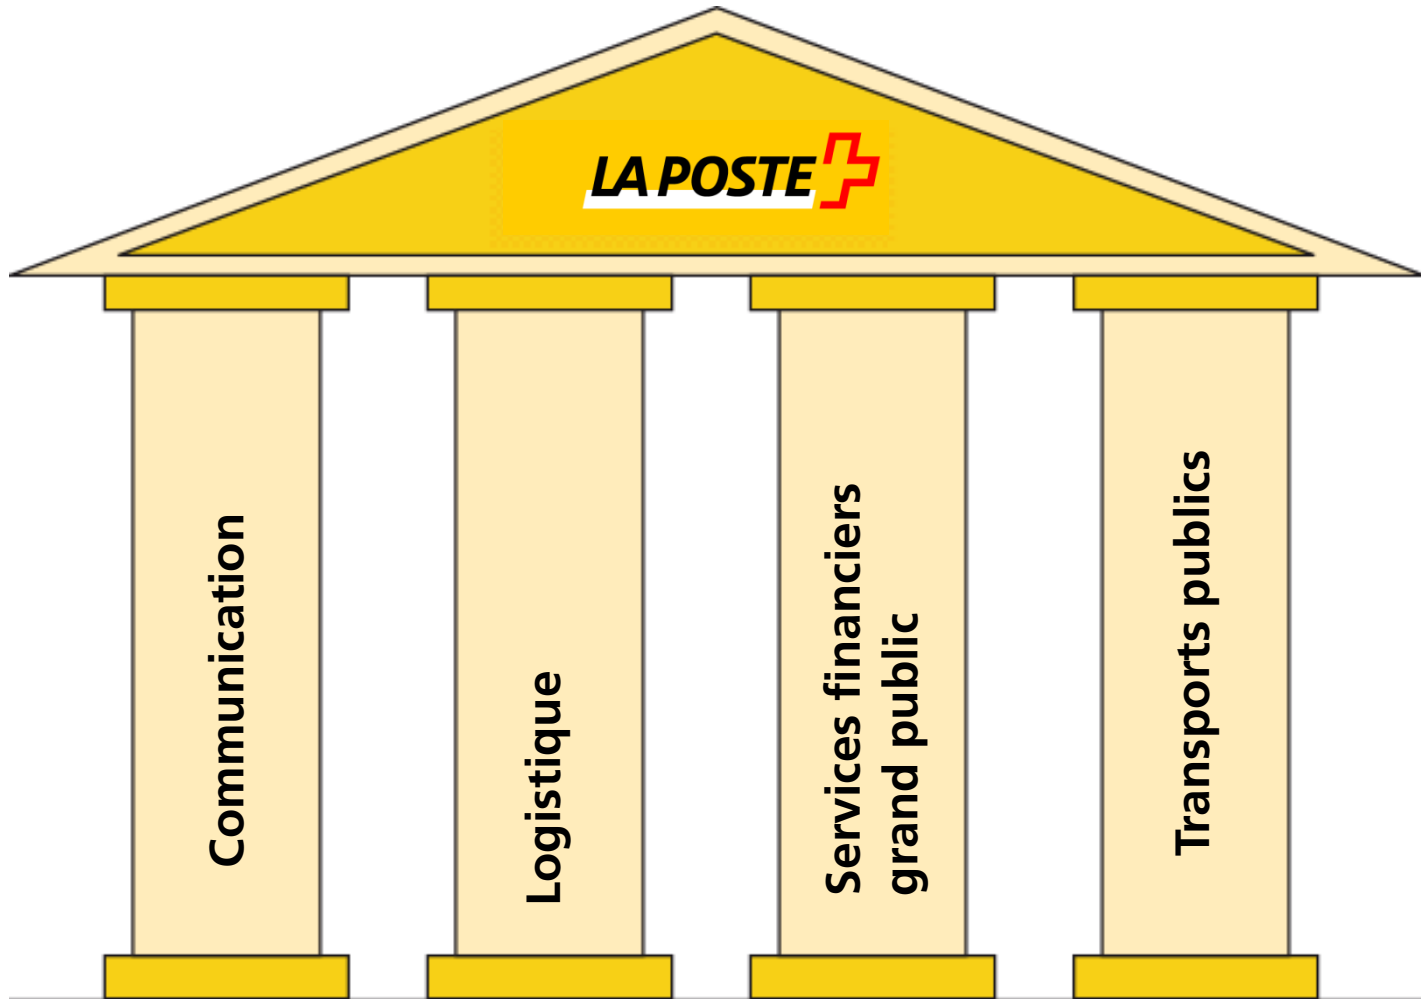 LA POSTE
Communication
Logistique
Services financiers
grand public
Transports publics